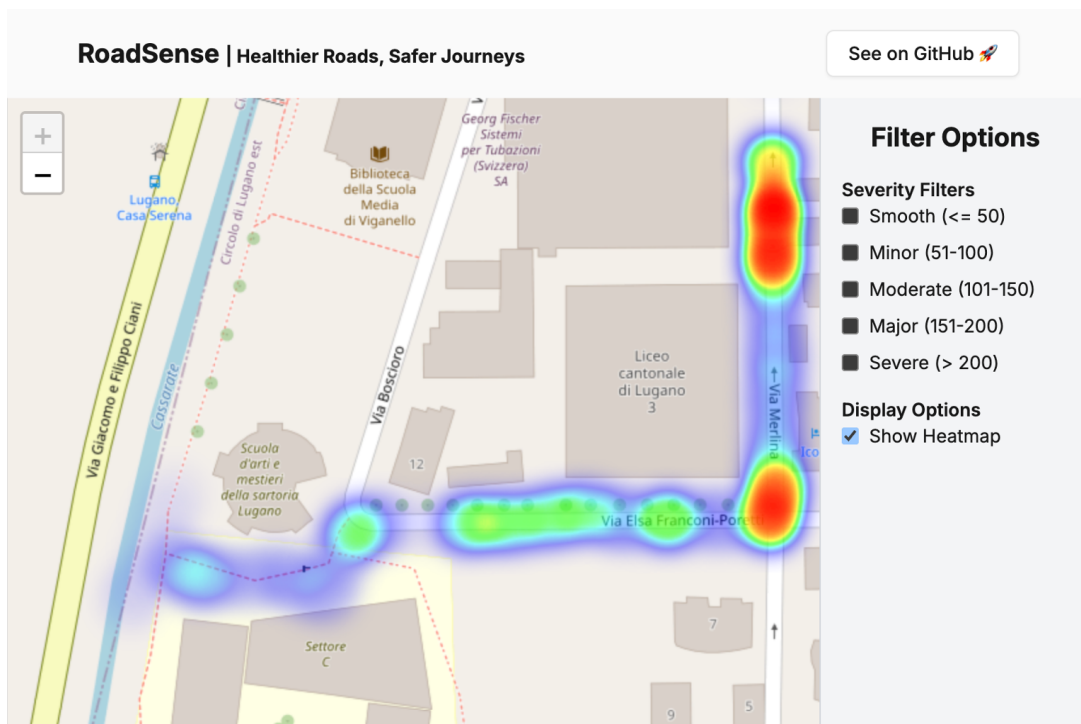 RoadSense | Healthier Roads, Safer Journeys
See on GitHub 🚀
+
−
Lugano,
Casa Serena
Via Giacomo e Filippo Ciani
Cassarate
Circolo di Lugano est
Biblioteca
della Scuola
Media
di Viganello
Georg Fischer
Sistemi
per Tubazioni
(Svizzera)
SA
Via Boscioro
Liceo
cantonale
di Lugano
3
Via Merlina
Scuola
d'arti e
mestieri
della sartoria
Lugano
12
Via Elsa Franconi-Poretti
Settore
C
7
9
5
Filter Options
Severity Filters
Smooth (<= 50)
Minor (51-100)
Moderate (101-150)
Major (151-200)
Severe (> 200)
Display Options
Show Heatmap